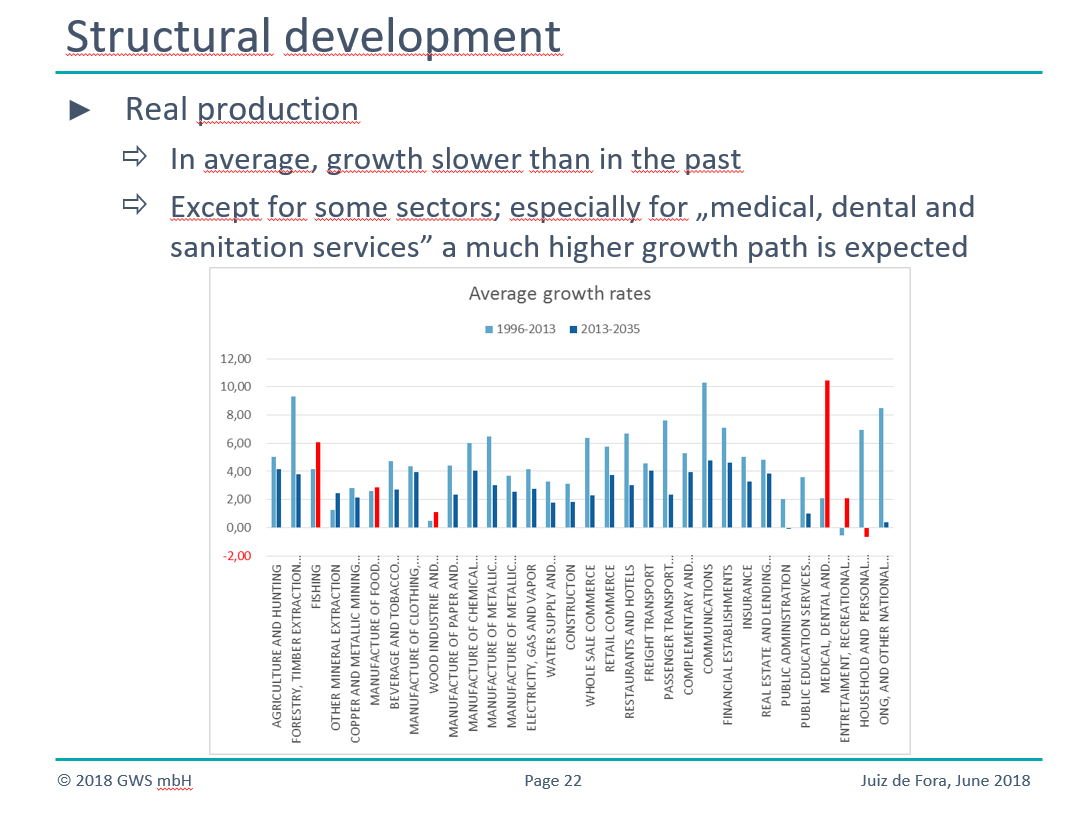 Structural development
► Real production
⇨ In average, growth slower than in the past
⇨ Except for some sectors; especially for „medical, dental and
sanitation services” a much higher growth path is expected
Average growth rates
1996-2013 2013-2035
12,00
10,00
8,00
6,00
4,00
2,00
0,00
-2,00
AGRICULTURE AND HUNTING
FORESTRY, TIMBER EXTRACTION…
FISHING
OTHER MINERAL EXTRACTION
COPPER AND METALLIC MINING…
MANUFACTURE OF FOOD…
BEVERAGE AND TOBACCO…
MANUFACTURE OF CLOTHING,…
WOOD INDUSTRIE AND…
MANUFACTURE OF PAPER AND…
MANUFACTURE OF CHEMICAL…
MANUFACTURE OF METALLIC…
MANUFACTURE OF METALLIC…
ELECTRICITY, GAS AND VAPOR
WATER SUPPLY AND…
CONSTRUCTON
WHOLE SALE COMMERCE
RETAIL COMMERCE
RESTAURANTS AND HOTELS
FREIGHT TRANSPORT
PASSENGER TRANSPORT…
COMPLEMENTARY AND…
COMMUNICATIONS
FINANCIAL ESTABLISHMENTS
INSURANCE
REAL ESTATE AND LENDING…
PUBLIC ADMINISTRATION
PUBLIC EDUCATION SERVICES…
MEDICAL, DENTAL AND…
ENTRETAIMENT, RECREATIONAL…
HOUSEHOLD AND PERSONAL…
ONG, AND OTHER NATIONAL…
© 2018 GWS mbH Page 22 Juiz de Fora, June 2018